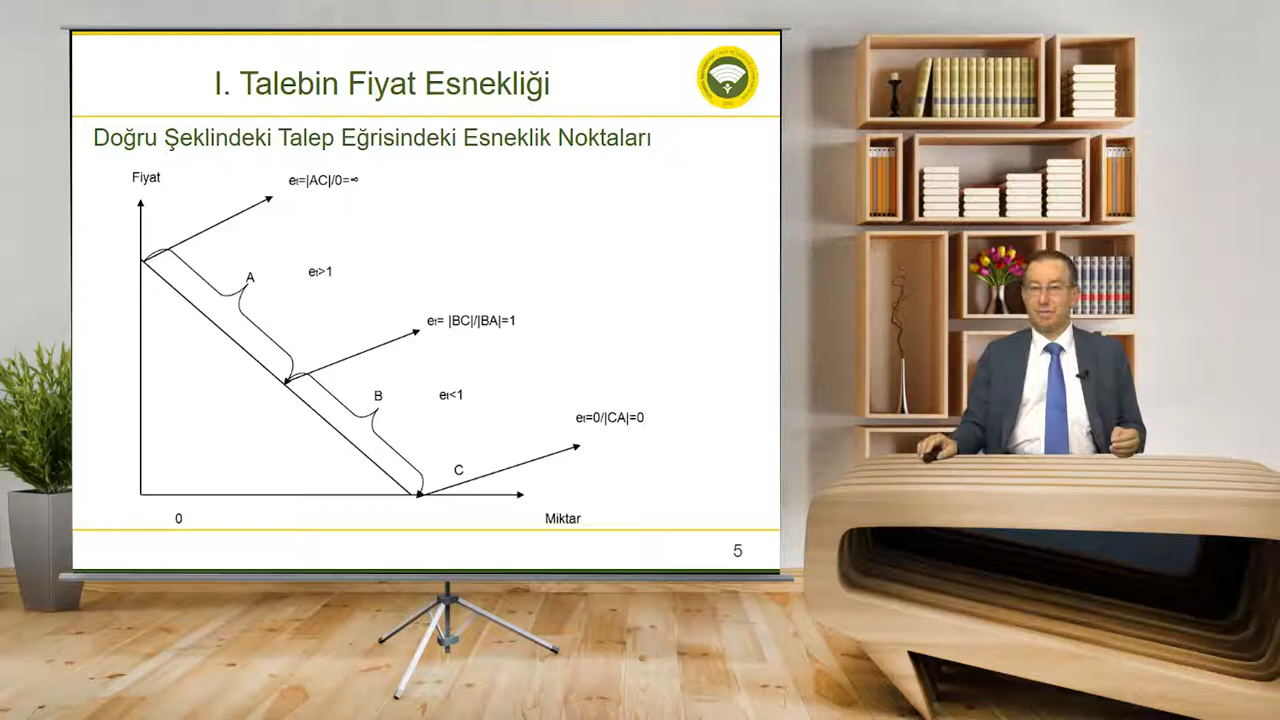 I. Talebin Fiyat Esnekliği
Doğru Şeklindeki Talep Eğrisindeki Esneklik Noktaları
Fiyat
et=|AC|/0=∞
A
et>1
et= |BC|/|BA|=1
B
et<1
et=0/|CA|=0
C
0
Miktar
5